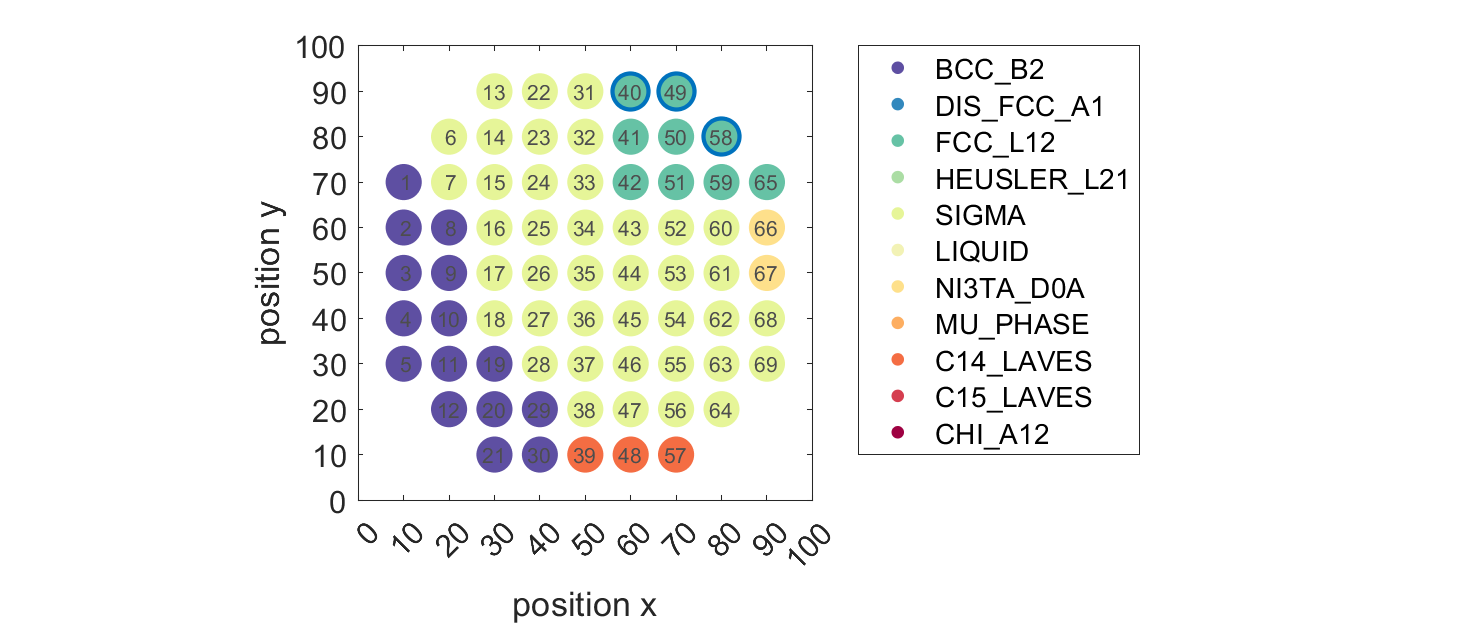 100
90
80
70
60
50
40
30
20
10
0
13 22 31 40 49
6 14 23 32 41 50 58
1 7 15 24 33 42 51 59 65
2 8 16 25 34 43 52 60 66
3 9 17 26 35 44 53 61 67
4 10 18 27 36 45 54 62 68
5 11 19 28 37 46 55 63 69
12 20 29 38 47 56 64
21 30 39 48 57
0 10 20 30 40 50 60 70 80 90 100
position x
position y
BCC_B2
DIS_FCC_A1
FCC_L12
HEUSLER_L21
SIGMA
LIQUID
NI3TA_D0A
MU_PHASE
C14_LAVES
C15_LAVES
CHI_A12